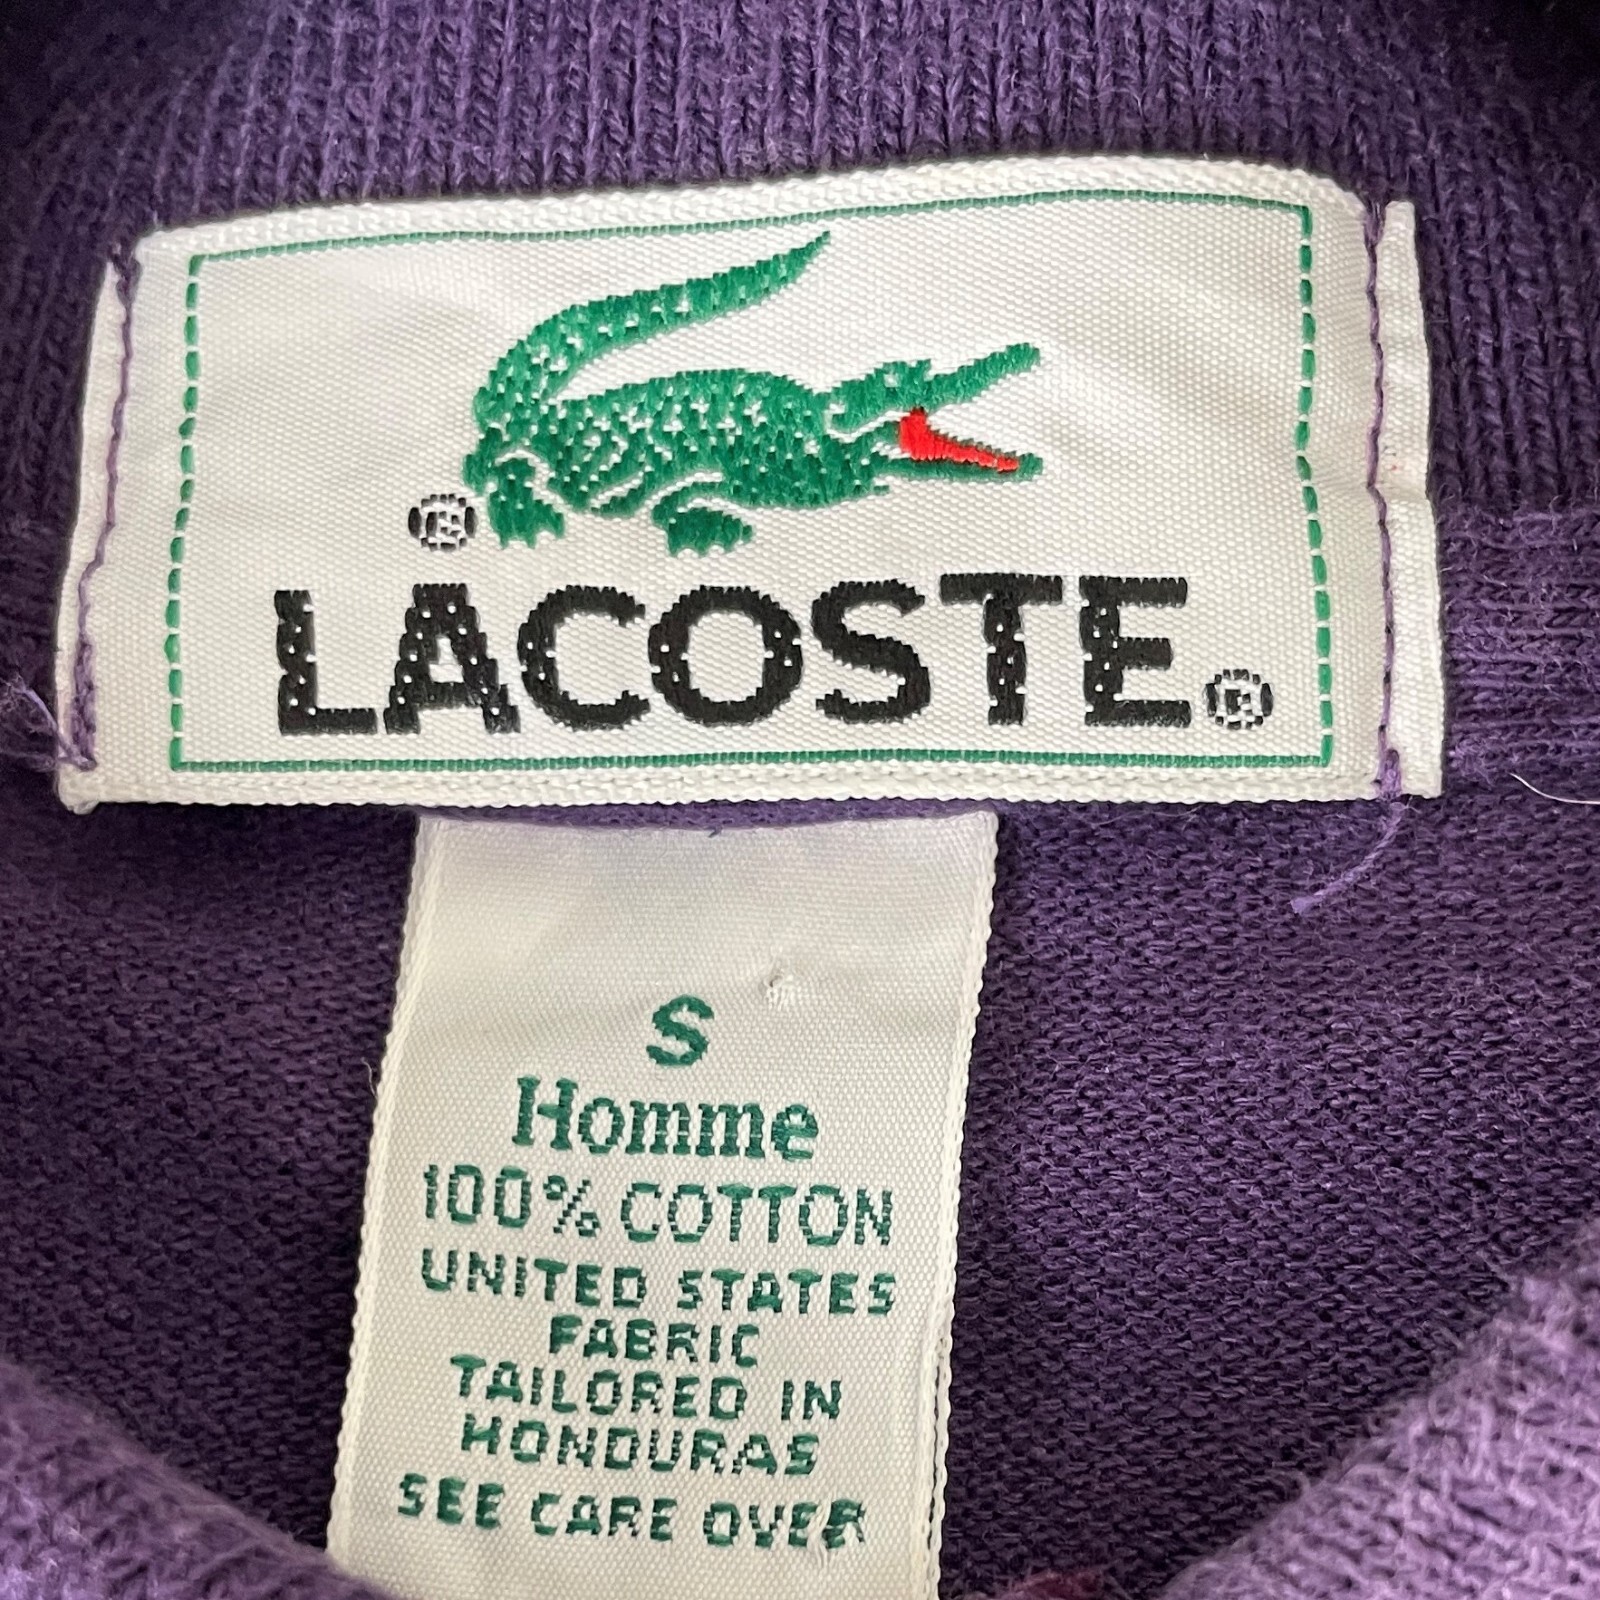 ®
LACOSTE®
S
Homme
100% COTTON
UNITED STATES
FABRIC
TAILORED IN
HONDURAS
SEE CARE OVER